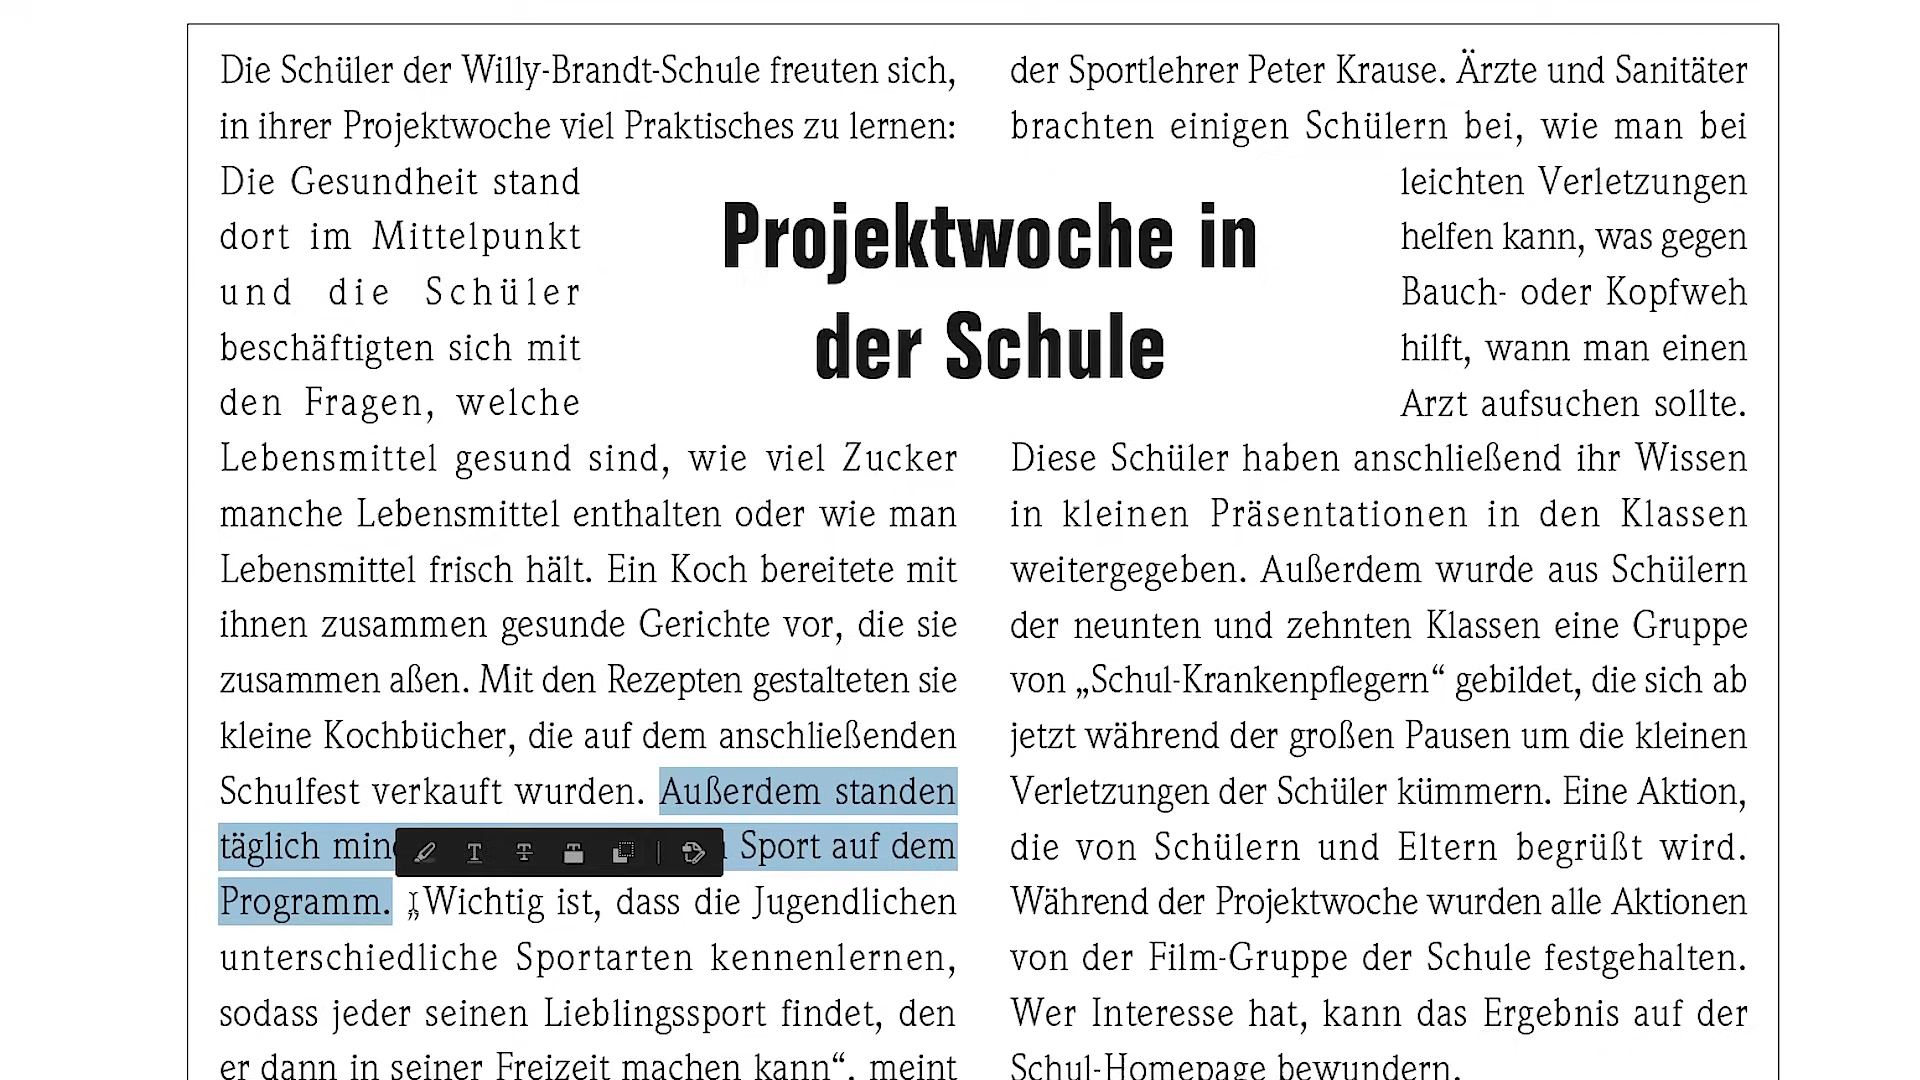 Projektwoche in
der Schule
Die Schüler der Willy-Brandt-Schule freuten sich,
in ihrer Projektwoche viel Praktisches zu lernen:
Die Gesundheit stand
dort im Mittelpunkt
und die Schüler
beschäftigten sich mit
den Fragen, welche
Lebensmittel gesund sind, wie viel Zucker
manche Lebensmittel enthalten oder wie man
Lebensmittel frisch hält. Ein Koch bereitete mit
ihnen zusammen gesunde Gerichte vor, die sie
zusammen aßen. Mit den Rezepten gestalteten sie
kleine Kochbücher, die auf dem anschließenden
Schulfest verkauft wurden. Außerdem standen
täglich Sport auf dem
Programm. „Wichtig ist, dass die Jugendlichen
unterschiedliche Sportarten kennenlernen,
sodass jeder seinen Lieblingssport findet, den
er dann in seiner Freizeit machen kann“, meint
der Sportlehrer Peter Krause. Ärzte und Sanitäter
brachten einigen Schülern bei, wie man bei
leichten Verletzungen
helfen kann, was gegen
Bauch- oder Kopfweh
hilft, wann man einen
Arzt aufsuchen sollte.
Diese Schüler haben anschließend ihr Wissen
in kleinen Präsentationen in den Klassen
weitergegeben. Außerdem wurde aus Schülern
der neunten und zehnten Klassen eine Gruppe
von „Schul-Krankenpflegern“ gebildet, die sich ab
jetzt während der großen Pausen um die kleinen
Verletzungen der Schüler kümmern. Eine Aktion,
die von Schülern und Eltern begrüßt wird.
Während der Projektwoche wurden alle Aktionen
von der Film-Gruppe der Schule festgehalten.
Wer Interesse hat, kann das Ergebnis auf der
Schul-Homepage bewundern.